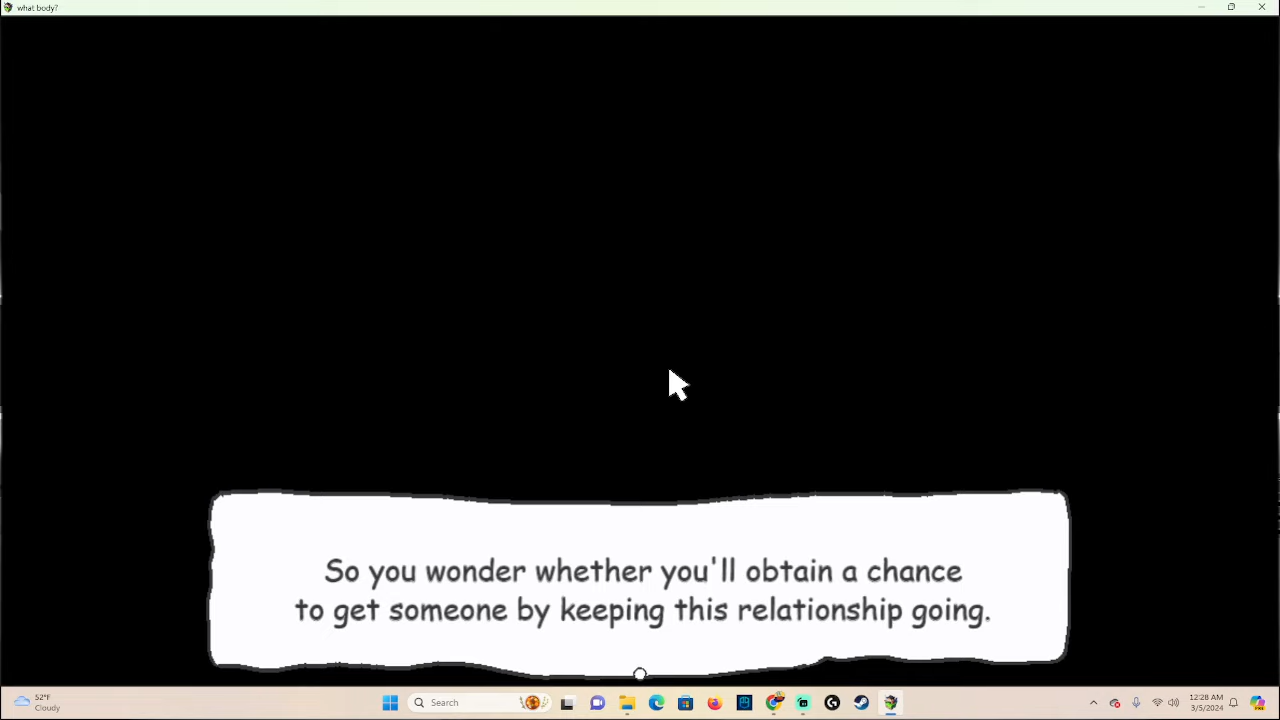 what body?
So you wonder whether you'll obtain a chance
to get someone by keeping this relationship going.
52°F
Cloudy
Search
12:28 AM
3/5/2024